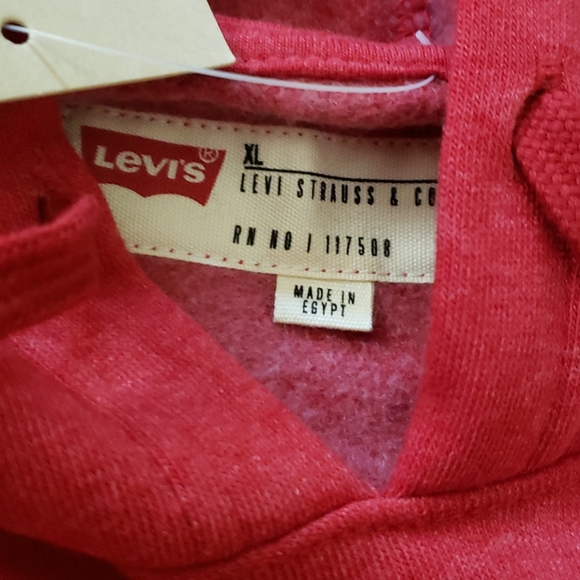 Levi's®
XL
LEVI STRAUSS & CO
RN NO | 117508
MADE IN
EGYPT